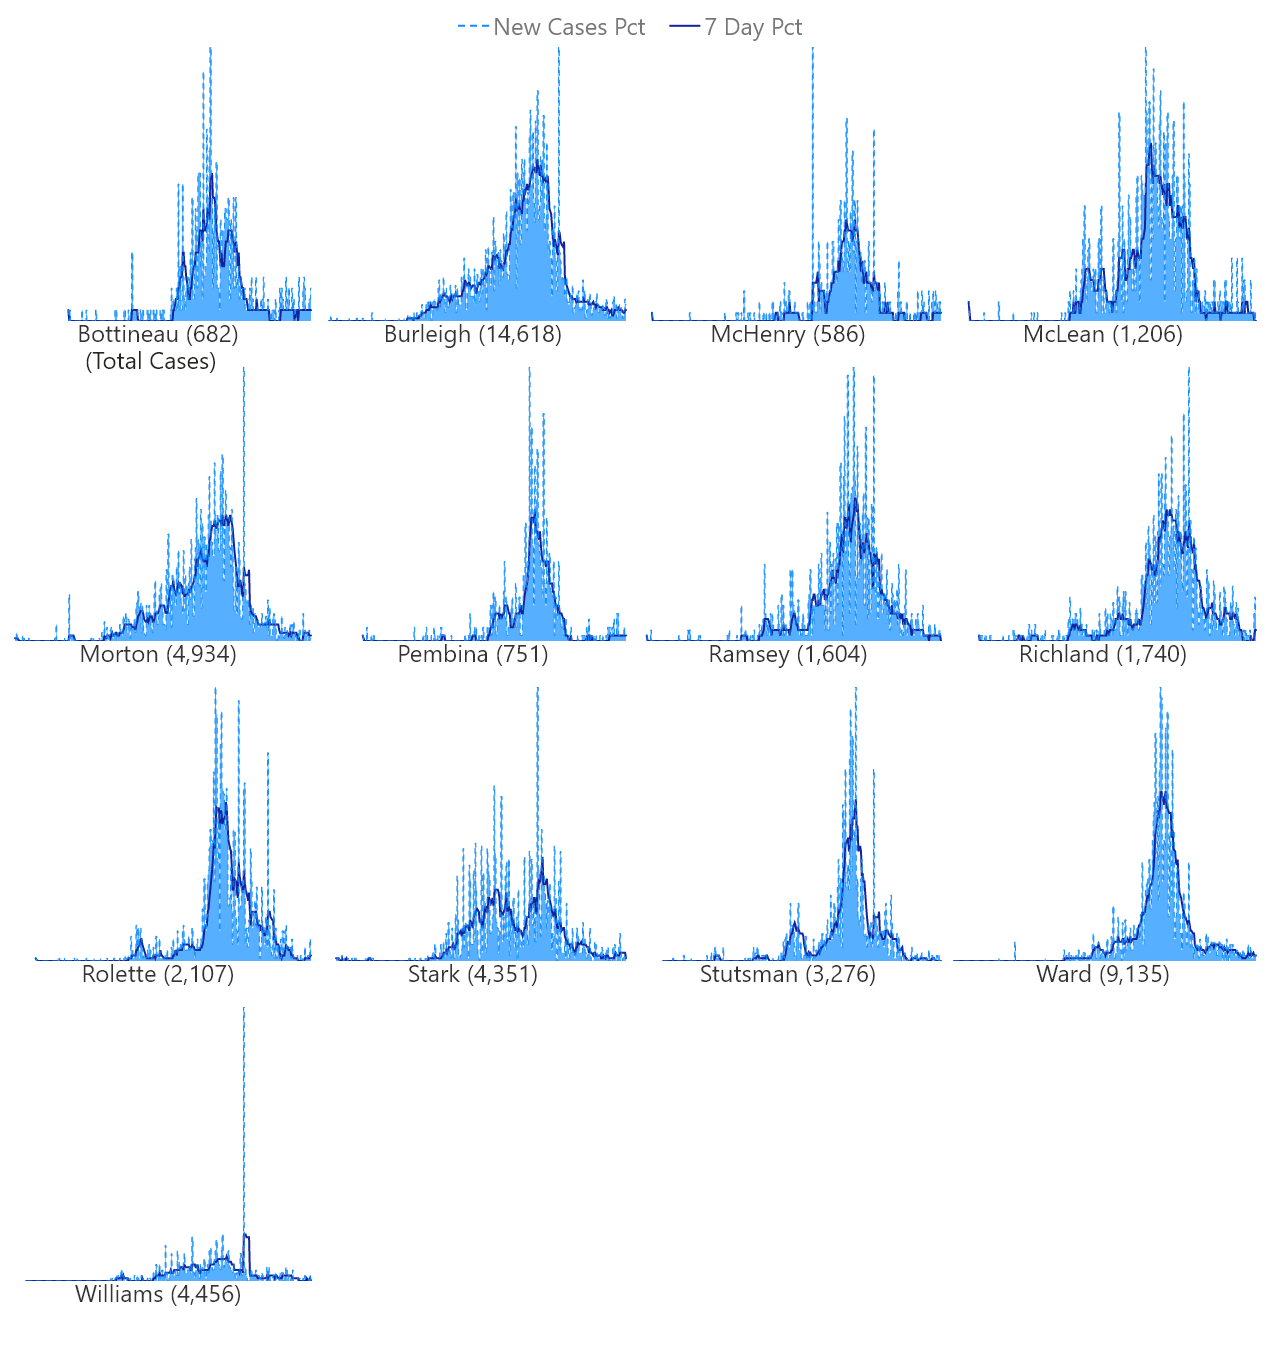 New Cases Pct 7 Day Pct
Bottineau (682) Burleigh (14,618) McHenry (586) McLean (1,206)
(Total Cases)
Morton (4,934) Pembina (751) Ramsey (1,604) Richland (1,740)
Rolette (2,107) Stark (4,351) Stutsman (3,276) Ward (9,135)
Williams (4,456)